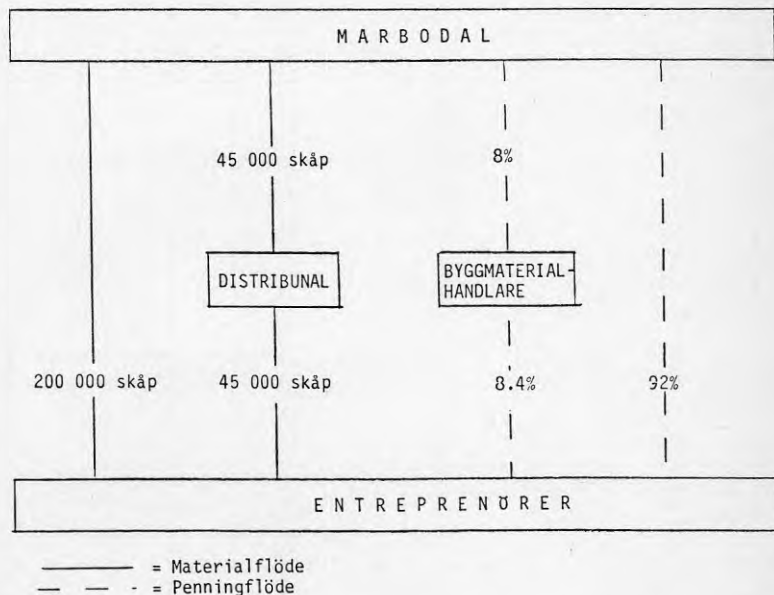 MARBODAL
45 000 skåp
8%
DISTRIBUNAL
BYGGMATERIAL-
HANDLARE
200 000 skåp
45 000 skåp
8.4%
92%
ENTREPRENÖRER
= Materialflöde
= Penningflöde